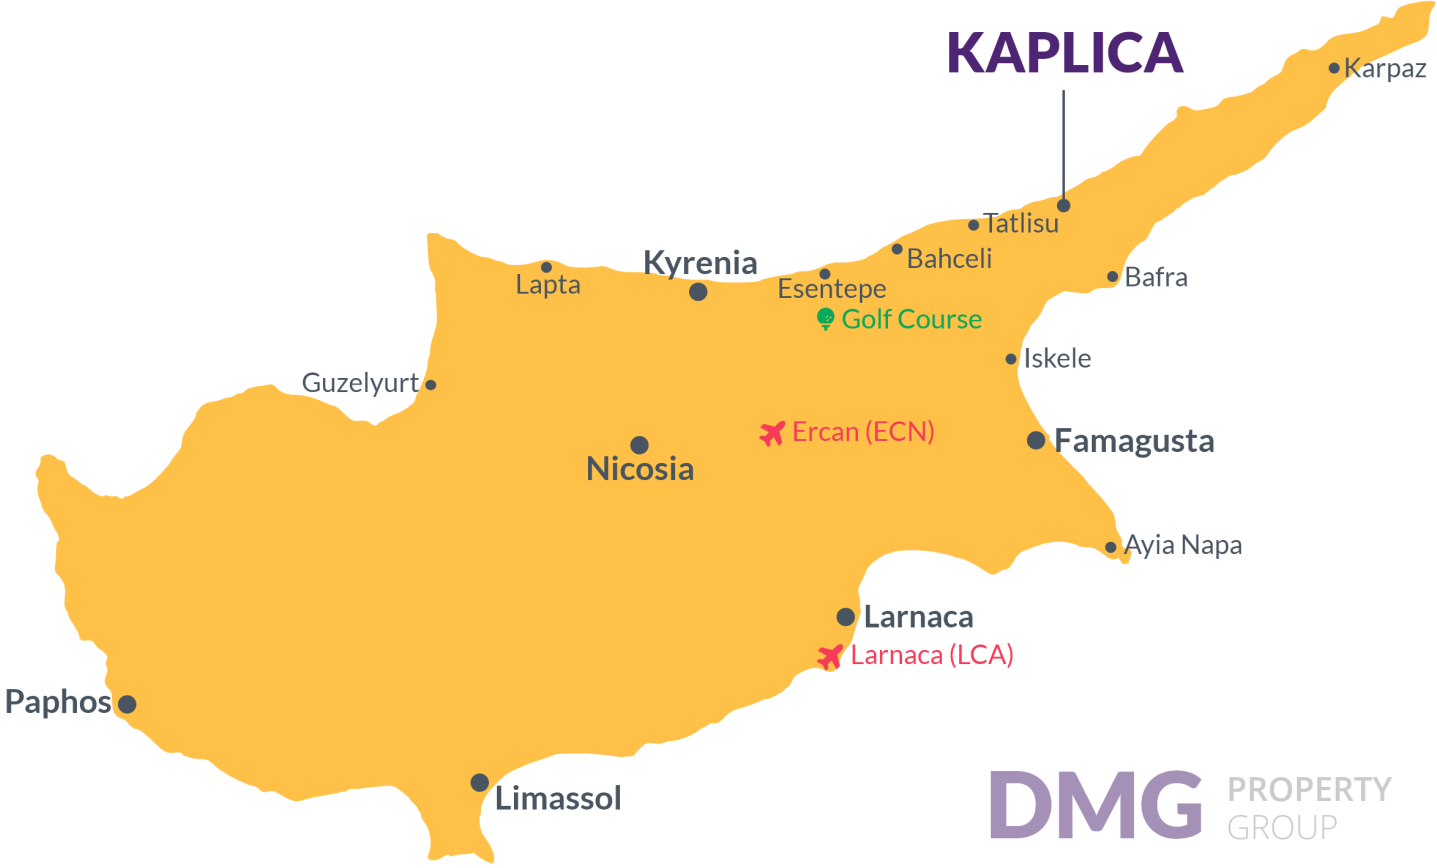 KAPLICA
Karpaz
Tatlisu
Bahceli
Kyrenia
Lapta
Esentepe
Bafra
Golf Course
Iskele
Guzelyurt
Ercan (ECN)
Famagusta
Nicosia
Ayia Napa
Larnaca
Larnaca (LCA)
Paphos
Limassol
DMG PROPERTY
GROUP